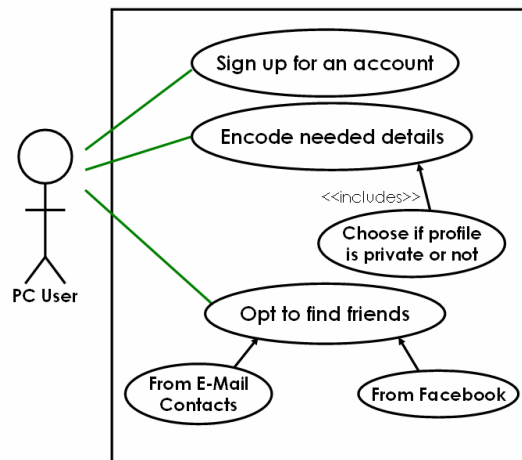 Sign up for an account
Encode needed details
<<includes>>
Choose if profile
is private or not
PC User
Opt to find friends
From E-Mail
Contacts
From Facebook